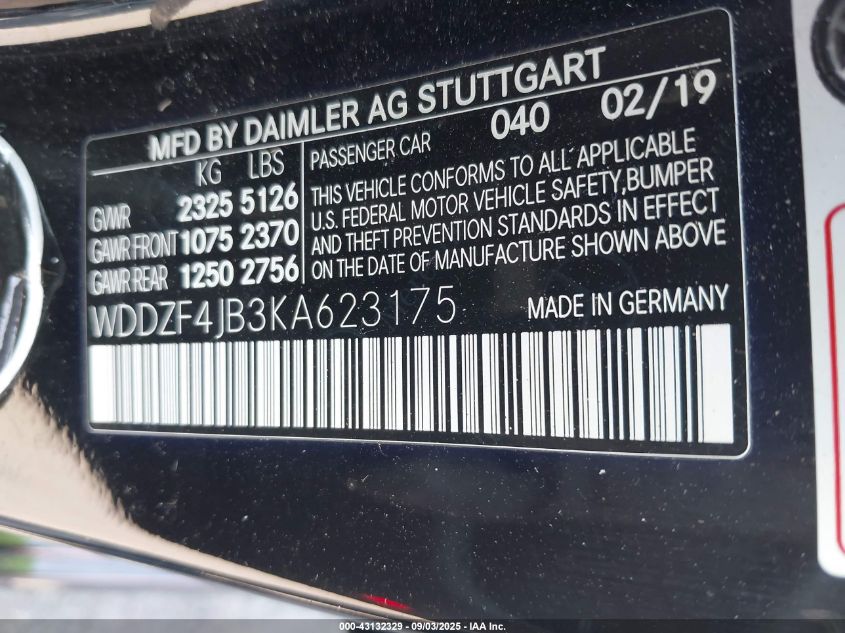 MFD BY DAIMLER AG STUTTGART
KG LBS
GVWR 2325 5126
GAWR FRONT 1075 2370
GAWR REAR 1250 2756
PASSENGER CAR 040 02/19
THIS VEHICLE CONFORMS TO ALL APPLICABLE
U.S. FEDERAL MOTOR VEHICLE SAFETY,BUMPER
AND THEFT PREVENTION STANDARDS IN EFFECT
ON THE DATE OF MANUFACTURE SHOWN ABOVE
WDDZF4JB3KA623175 MADE IN GERMANY
000-43132329 - 09/03/2025 - IAA Inc.